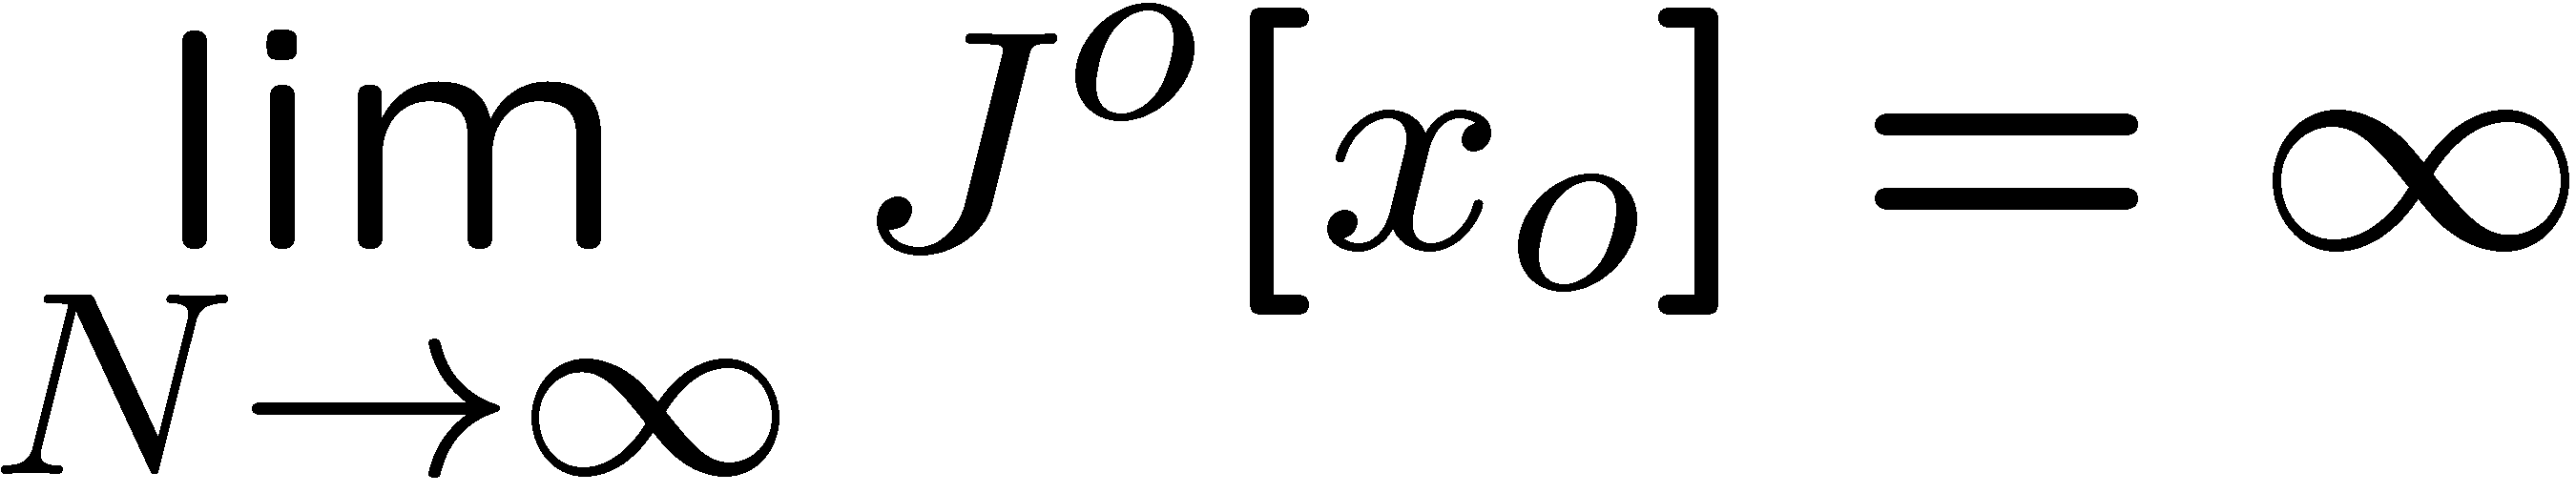 lim J^o[x_o] = ∞
N→∞